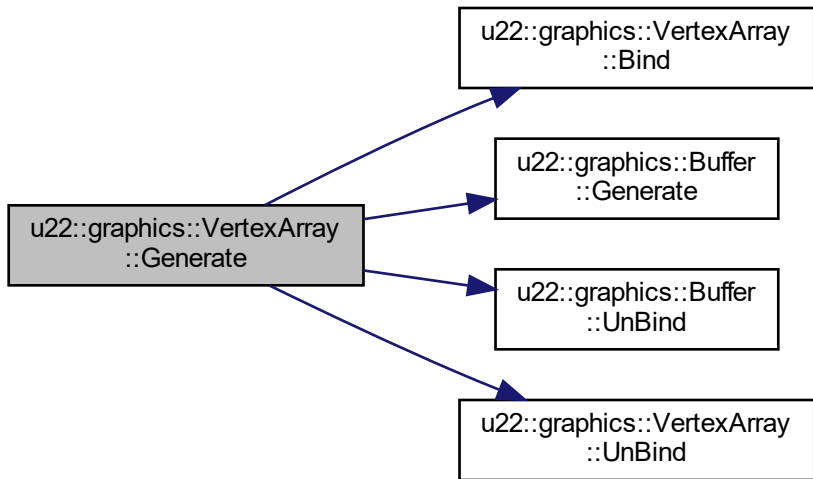 u22::graphics::VertexArray
::Generate
u22::graphics::VertexArray
::Bind
u22::graphics::Buffer
::Generate
u22::graphics::Buffer
::UnBind
u22::graphics::VertexArray
::UnBind